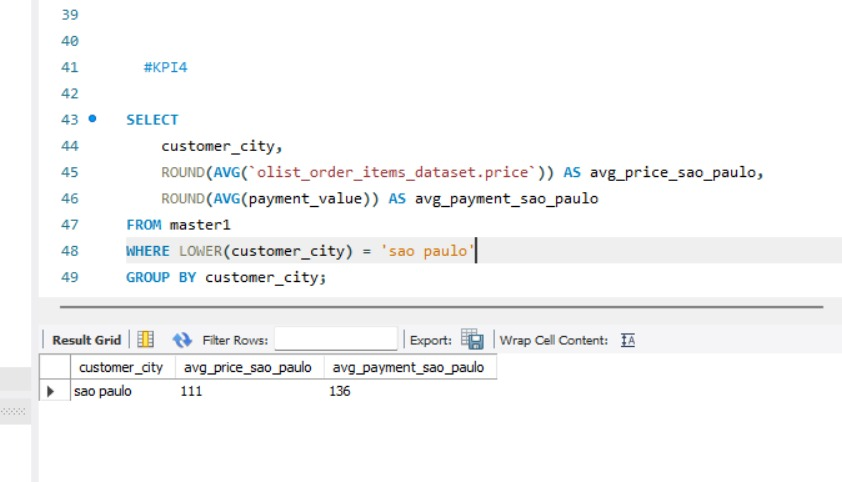 39
40
41 #KPI4
42
43 SELECT
44 customer_city,
45 ROUND(AVG(`olist_order_items_dataset.price`)) AS avg_price_sao_paulo,
46 ROUND(AVG(payment_value)) AS avg_payment_sao_paulo
47 FROM master1
48 WHERE LOWER(customer_city) = 'sao paulo'
49 GROUP BY customer_city;
Result Grid Filter Rows: Export: Wrap Cell Content: IA
customer_city avg_price_sao_paulo avg_payment_sao_paulo
sao paulo 111 136